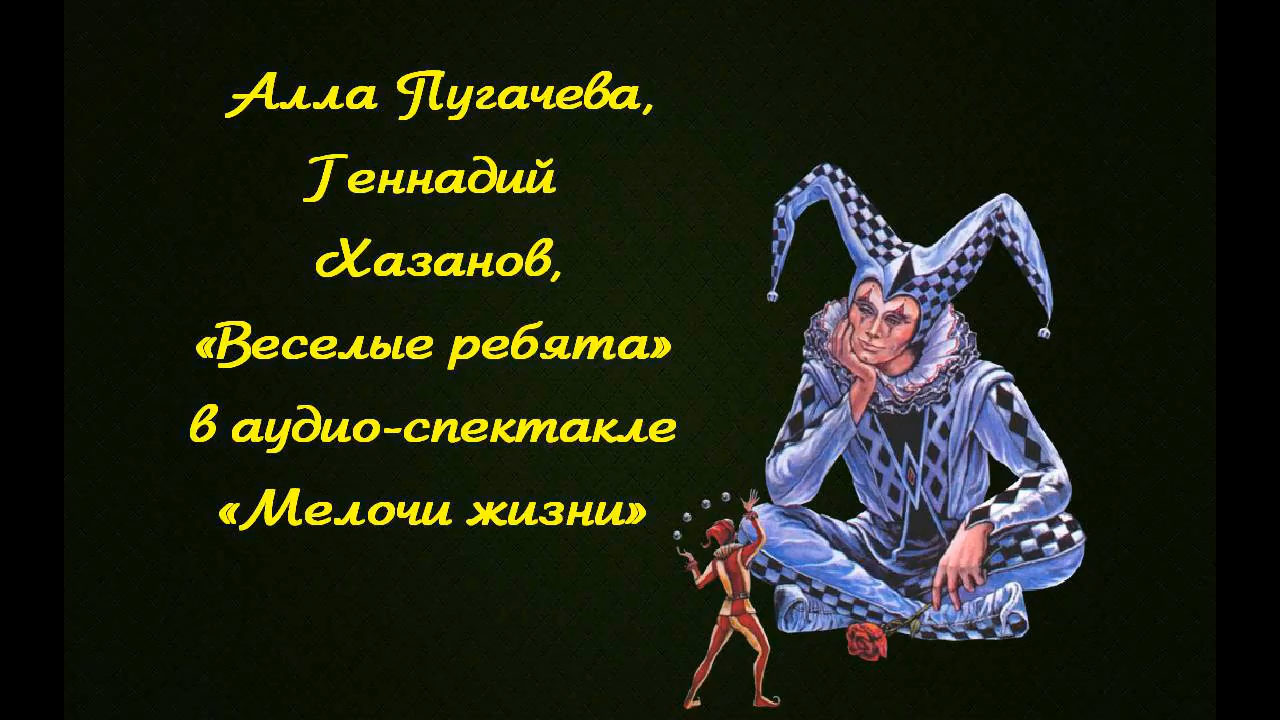 Алла Пугачева,
Геннадий
Хазанов,
«Веселые ребята»
в аудио-спектакле
«Мелочи жизни»